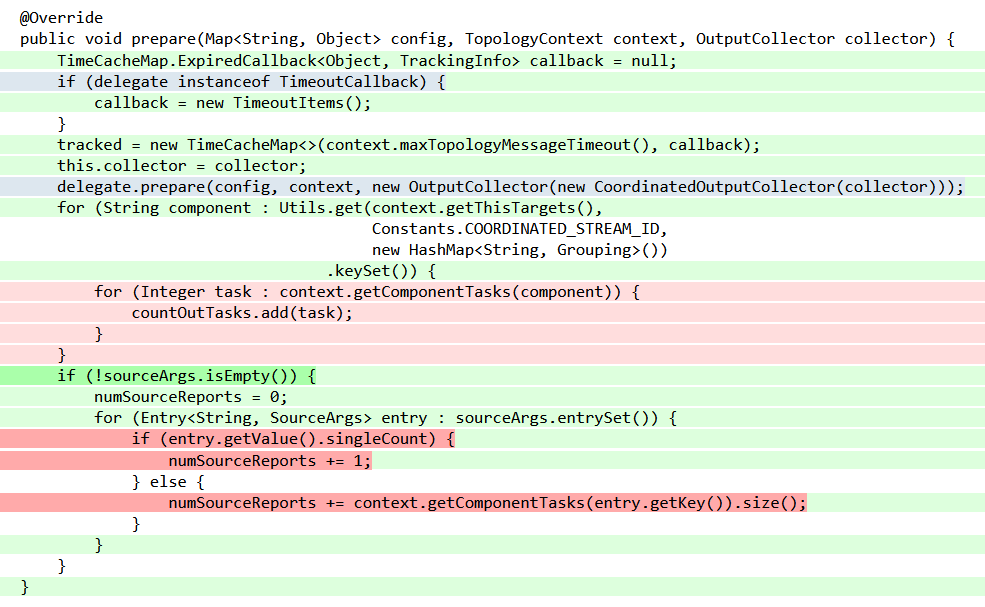 @Override
public void prepare(Map<String, Object> config, TopologyContext context, OutputCollector collector) {
    TimeCacheMap.ExpiredCallback<Object, TrackingInfo> callback = null;
    if (delegate instanceof TimeoutCallback) {
        callback = new TimeoutItems();
    }
    tracked = new TimeCacheMap<>(context.maxTopologyMessageTimeout(), callback);
    this.collector = collector;
    delegate.prepare(config, context, new OutputCollector(new CoordinatedOutputCollector(collector)));
    for (String component : Utils.get(context.getThisTargets(),
                                      Constants.COORDINATED_STREAM_ID,
                                      new HashMap<String, Grouping>())
                                 .keySet()) {
        for (Integer task : context.getComponentTasks(component)) {
            countOutTasks.add(task);
        }
    }
    if (!sourceArgs.isEmpty()) {
        numSourceReports = 0;
        for (Entry<String, SourceArgs> entry : sourceArgs.entrySet()) {
            if (entry.getValue().singleCount) {
                numSourceReports += 1;
            } else {
                numSourceReports += context.getComponentTasks(entry.getKey()).size();
            }
        }
    }
}